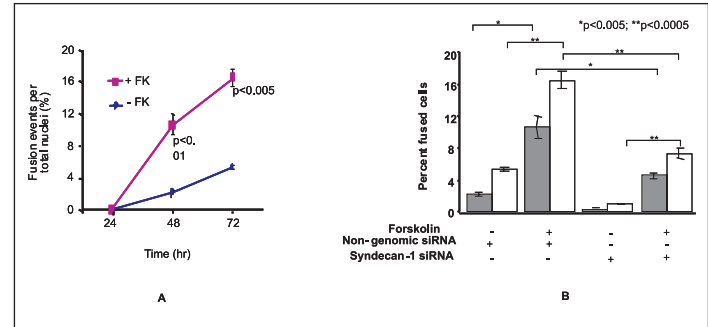 20
16
12
8
4
0
Fusion events per
total nuclei (%)
+ FK
- FK
p<0.
01
p<0.005
24 48 72
Time (hr)
A
*p<0.005; **p<0.0005
*
**
**
*
**
20
16
12
8
4
0
Percent fused cells
Forskolin - + - +
Non-genomic siRNA + + - -
Syndecan-1 siRNA - - + +
B